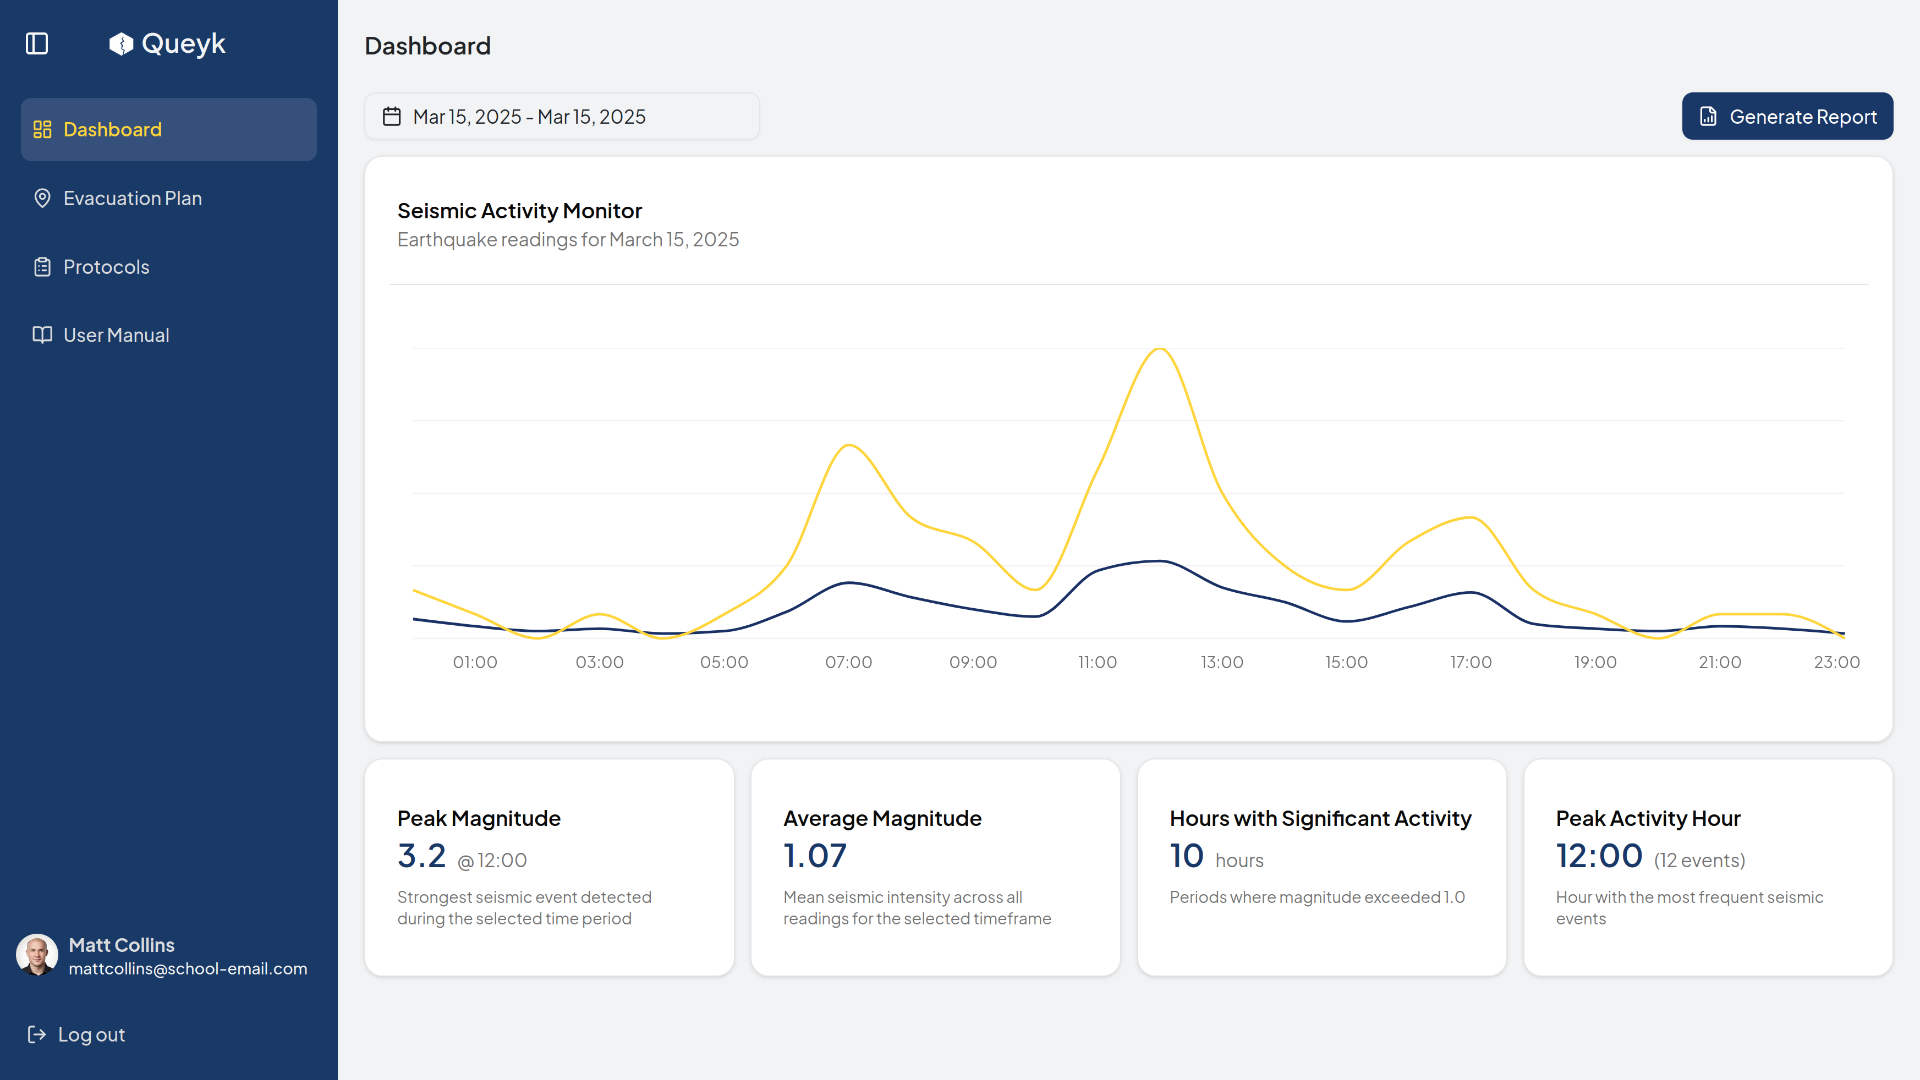 Queyk
Dashboard
Evacuation Plan
Protocols
User Manual
Matt Collins
mattcollins@school-email.com
Log out
Dashboard
Mar 15, 2025 - Mar 15, 2025
Generate Report
Seismic Activity Monitor
Earthquake readings for March 15, 2025
01:00 03:00 05:00 07:00 09:00 11:00 13:00 15:00 17:00 19:00 21:00 23:00
Peak Magnitude
3.2 @ 12:00
Strongest seismic event detected
during the selected time period
Average Magnitude
1.07
Mean seismic intensity across all
readings for the selected timeframe
Hours with Significant Activity
10 hours
Periods where magnitude exceeded 1.0
Peak Activity Hour
12:00 (12 events)
Hour with the most frequent seismic
events